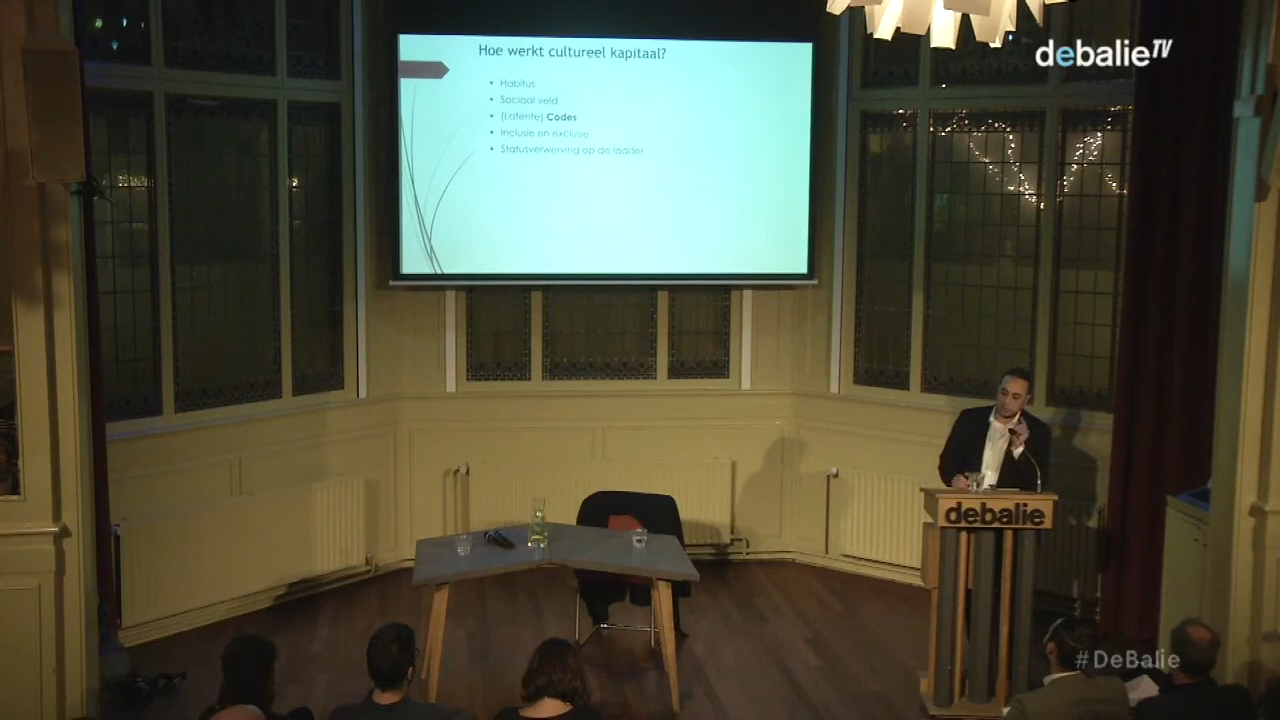 Hoe werkt cultureel kapitaal?
• Habitus
• Sociaal veld
• (Latente) Codes
• Inclusie en exclusie
• Statusverwerving op de ladder
debalieTV
debalie
#DeBalie